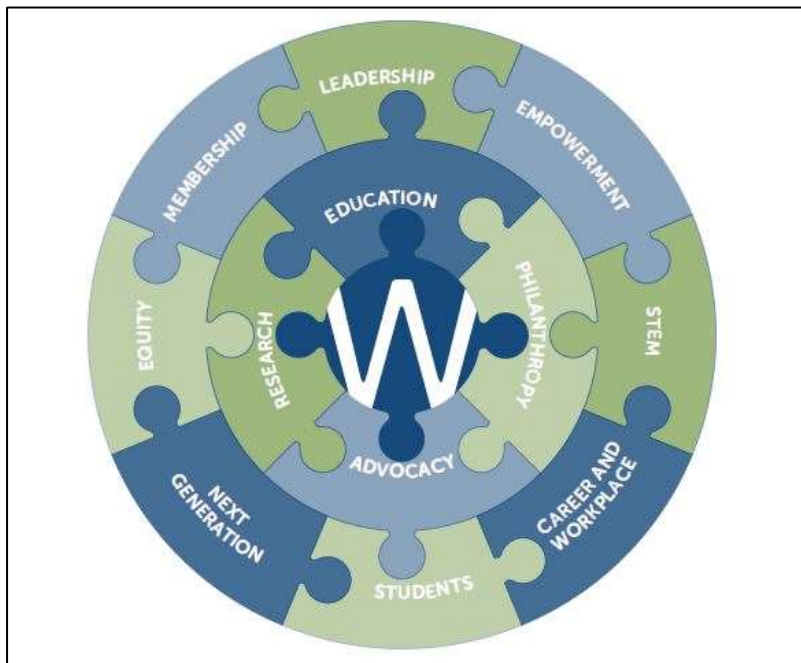 LEADERSHIP
EMPOWERMENT
STEM
CAREER AND
WORKPLACE
STUDENTS
NEXT
GENERATION
EQUITY
MEMBERSHIP
EDUCATION
PHILANTHROPY
ADVOCACY
RESEARCH
W